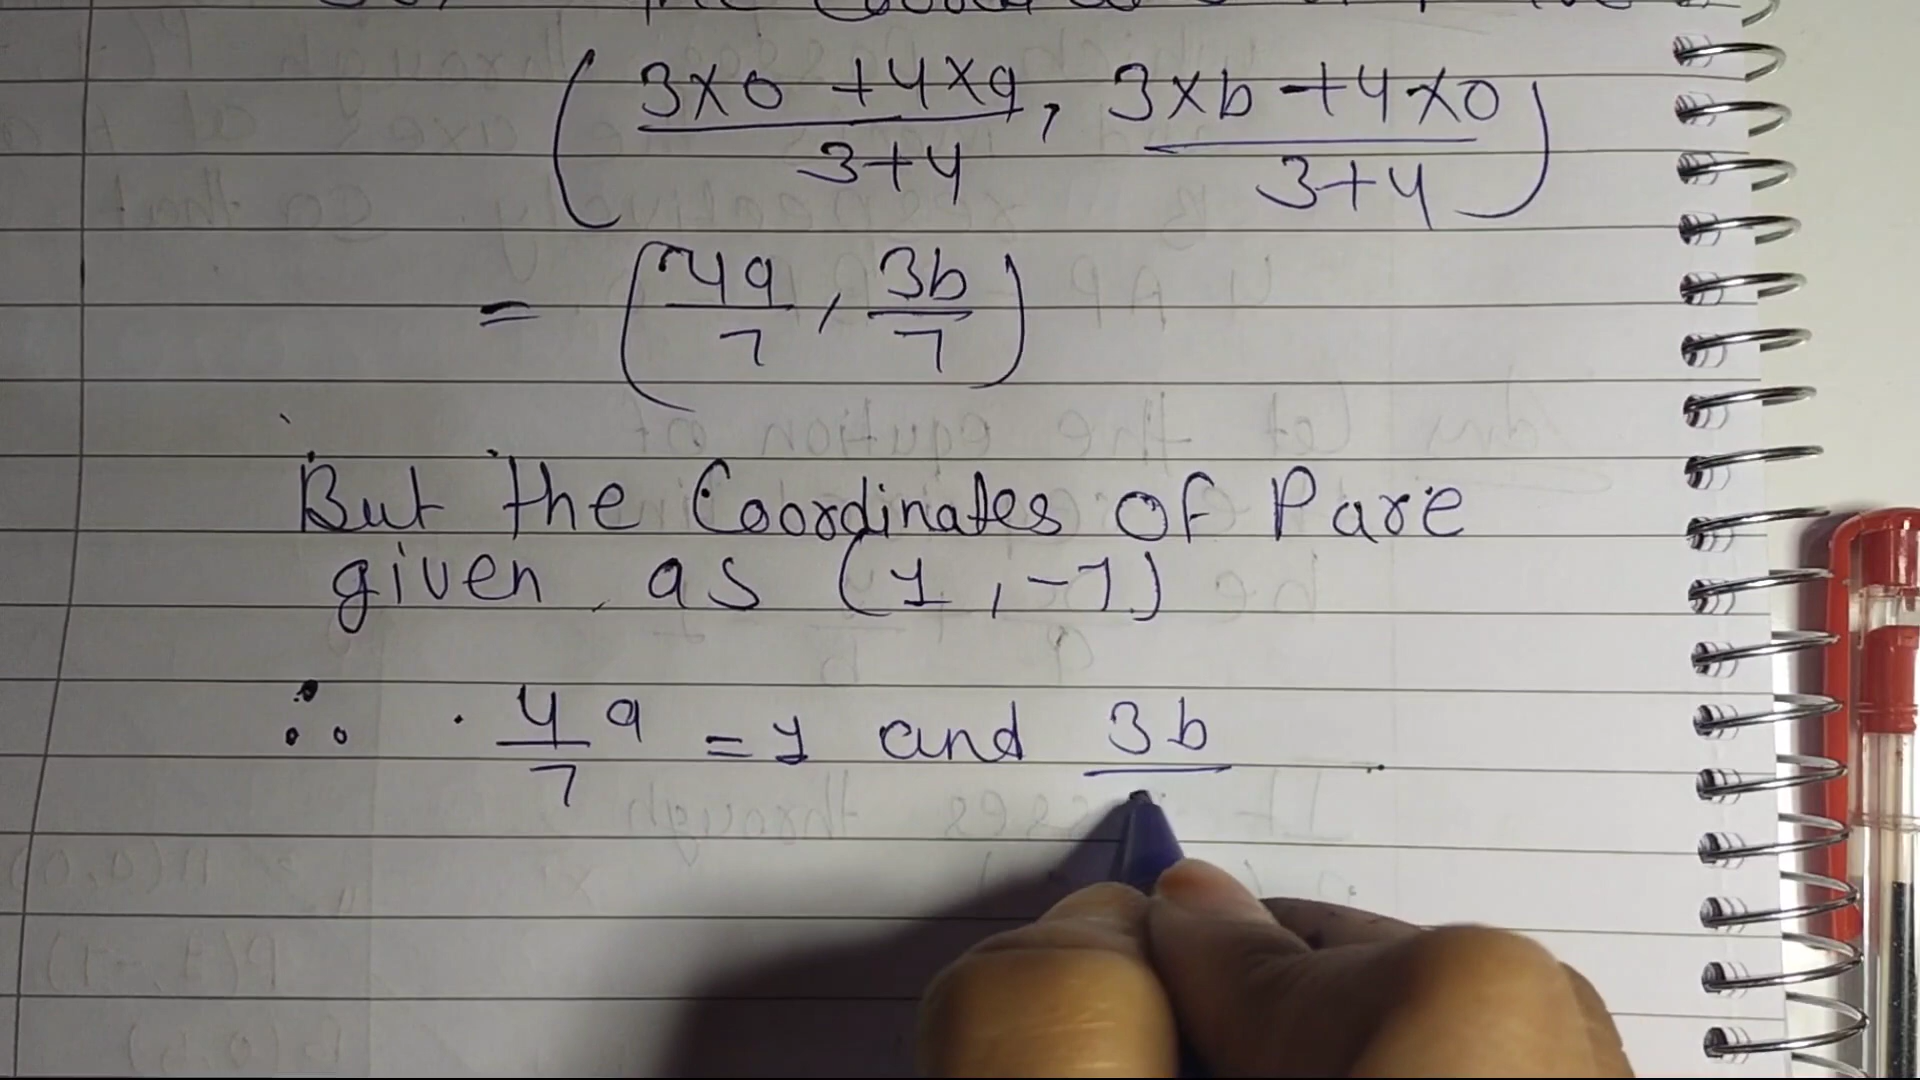 ( 3×0 +4×a / 3+4 , 3×b +4×0 / 3+4 )
= ( 4a / 7 , 3b / 7 )
But the Coordinates of P are
given as (1, -1)
∴ 4/7 a = 1 and 3b